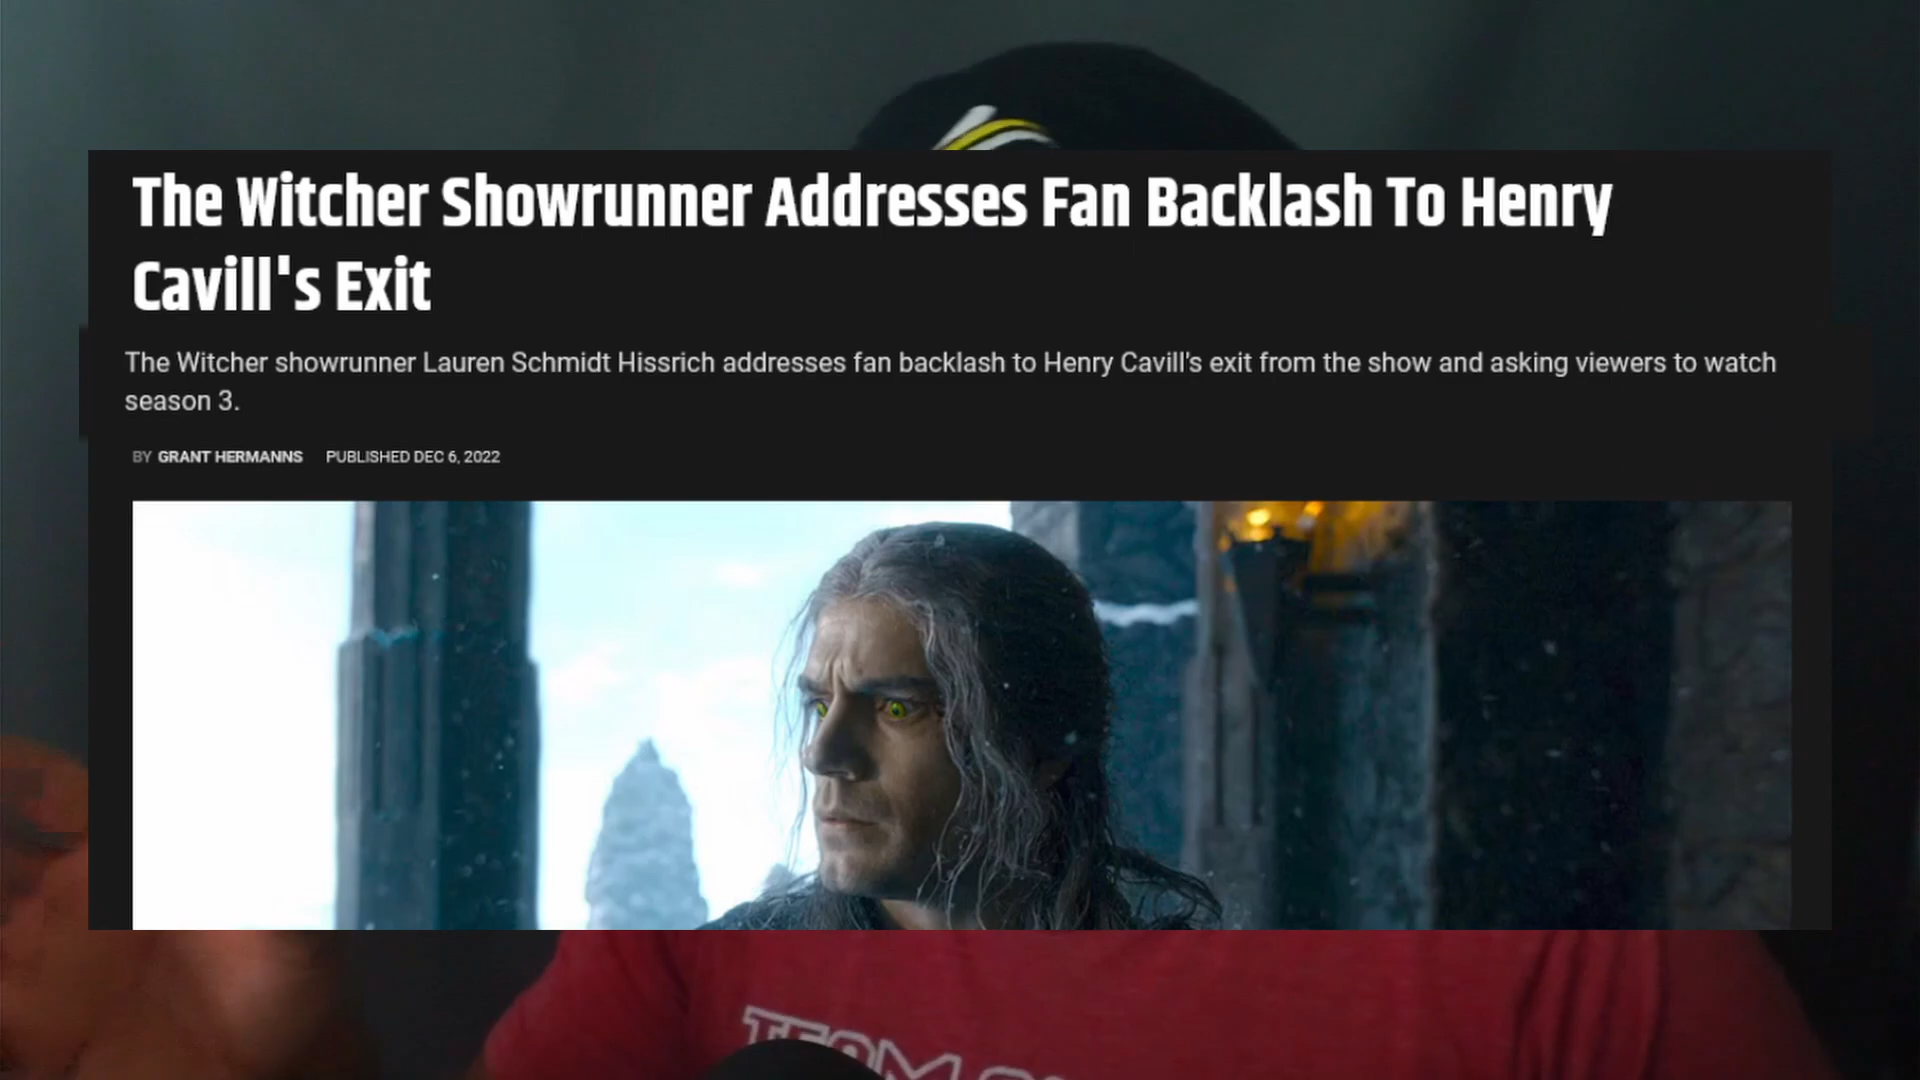 The Witcher Showrunner Addresses Fan Backlash To Henry
Cavill's Exit
The Witcher showrunner Lauren Schmidt Hissrich addresses fan backlash to Henry Cavill's exit from the show and asking viewers to watch
season 3.
BY GRANT HERMANNS PUBLISHED DEC 6, 2022
TEAM